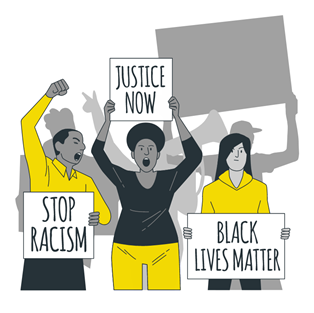 JUSTICE
NOW
STOP
RACISM
BLACK
LIVES MATTER